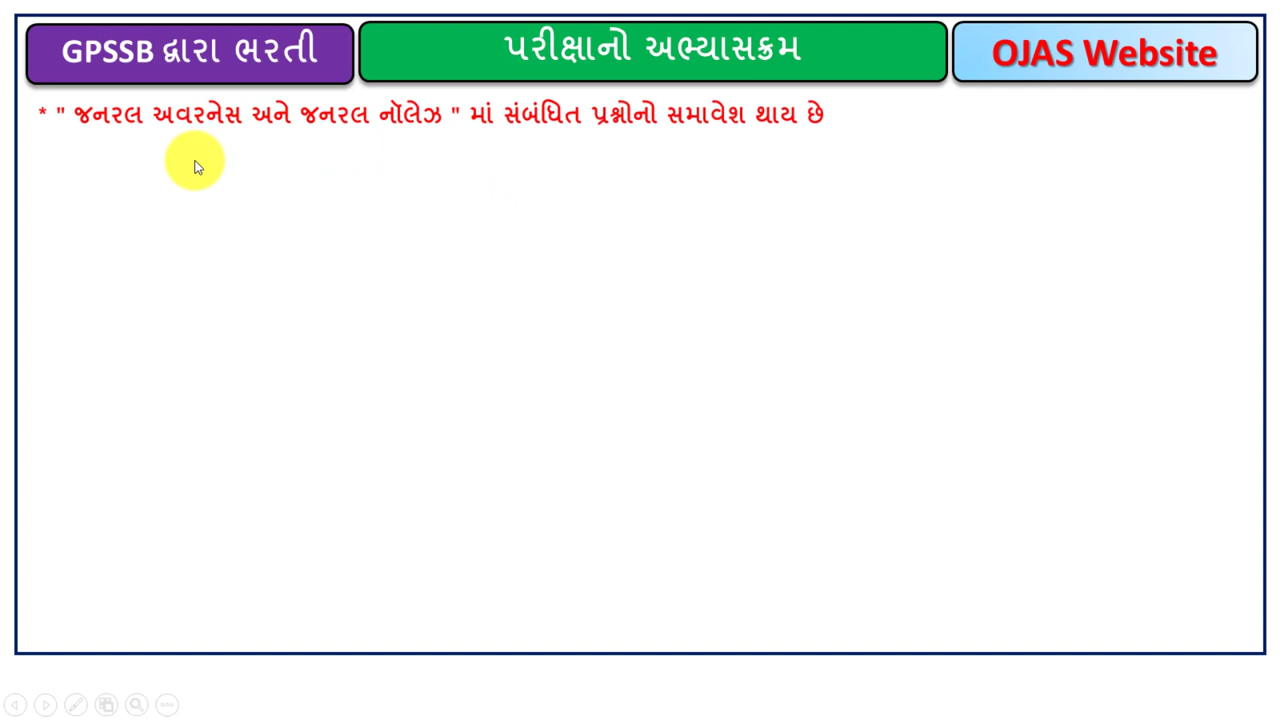 GPSSB દ્વારા ભરતી
પરીક્ષાનો અભ્યાસક્રમ
OJAS Website
* " જનરલ અવરનેસ અને જનરલ નૉલેઝ " માં સંબંધિત પ્રશ્નોનો સમાવેશ થાય છે